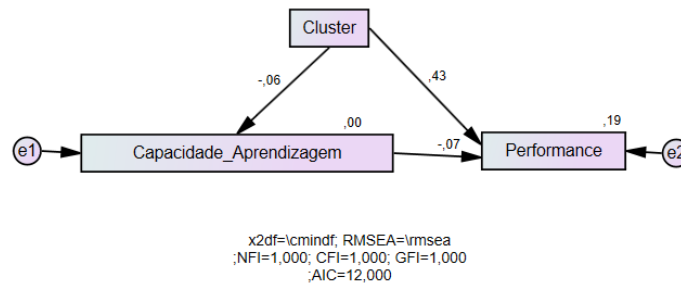 Cluster
-,06
,43
,00
,19
e1
Capacidade_Aprendizagem
-,07
Performance
e2
x2df=\cmindf; RMSEA=\rmsea
;NFI=1,000; CFI=1,000; GFI=1,000
;AIC=12,000